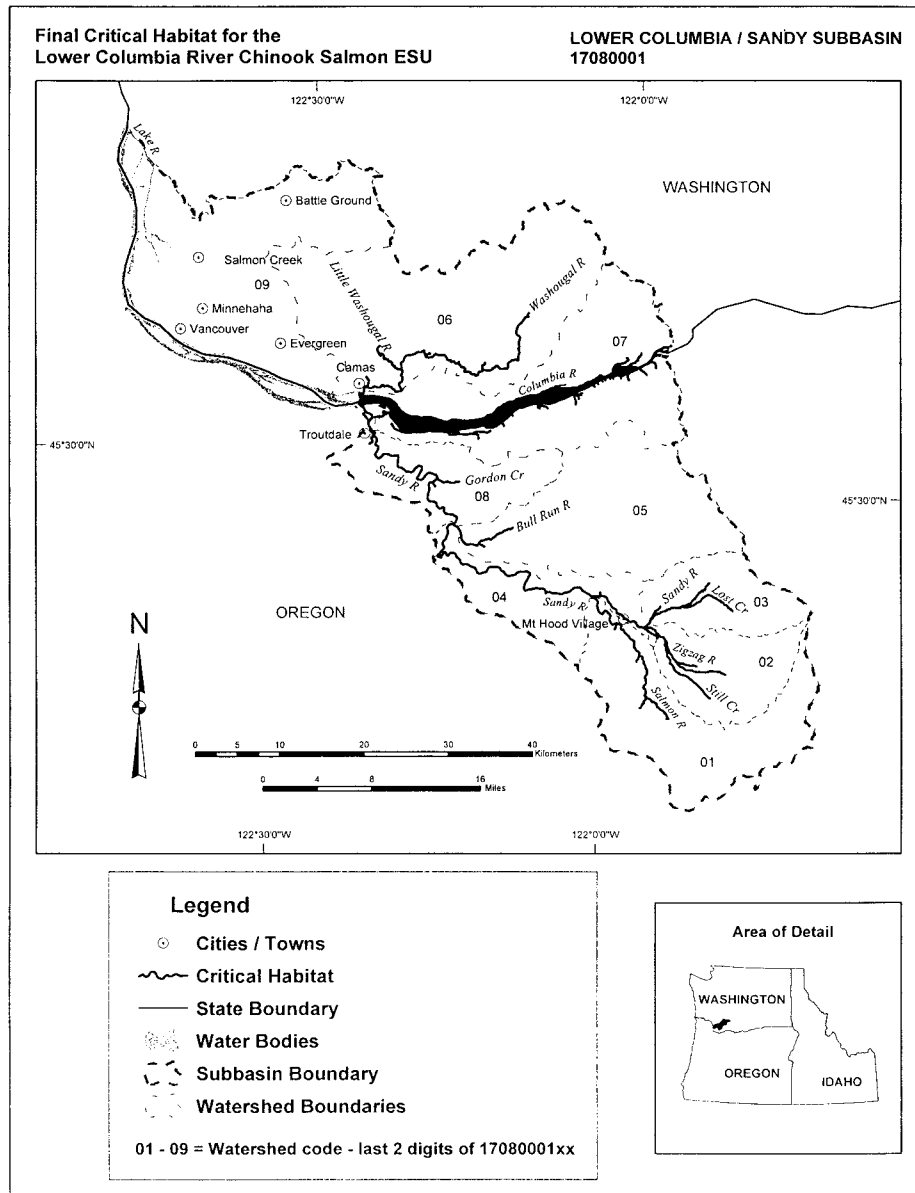 Final Critical Habitat for the
Lower Columbia River Chinook Salmon ESU
LOWER COLUMBIA / SANDY SUBBASIN
17080001
122°30'0"W
122°0'0"W
Lake R
WASHINGTON
Battle Ground
Salmon Creek
09
Little Washougal R
Washougal R
06
Minnehaha
Vancouver
Evergreen
07
Camas
Columbia R
45°30'0"N
Troutdale
Sandy R
Gordon Cr
08
45°30'0"N
Bull Run R
05
04
Sandy R
Sandy R
Lost Cr
03
OREGON
Mt Hood Village
Zigzag R
02
N
Still Cr
Salmon R
01
0 5 10 20 30 40
Kilometers
0 4 8 16
Miles
122°30'0"W
122°0'0"W
Legend
Cities / Towns
Critical Habitat
State Boundary
Water Bodies
Subbasin Boundary
Watershed Boundaries
01 - 09 = Watershed code - last 2 digits of 17080001xx
Area of Detail
WASHINGTON
OREGON
IDAHO